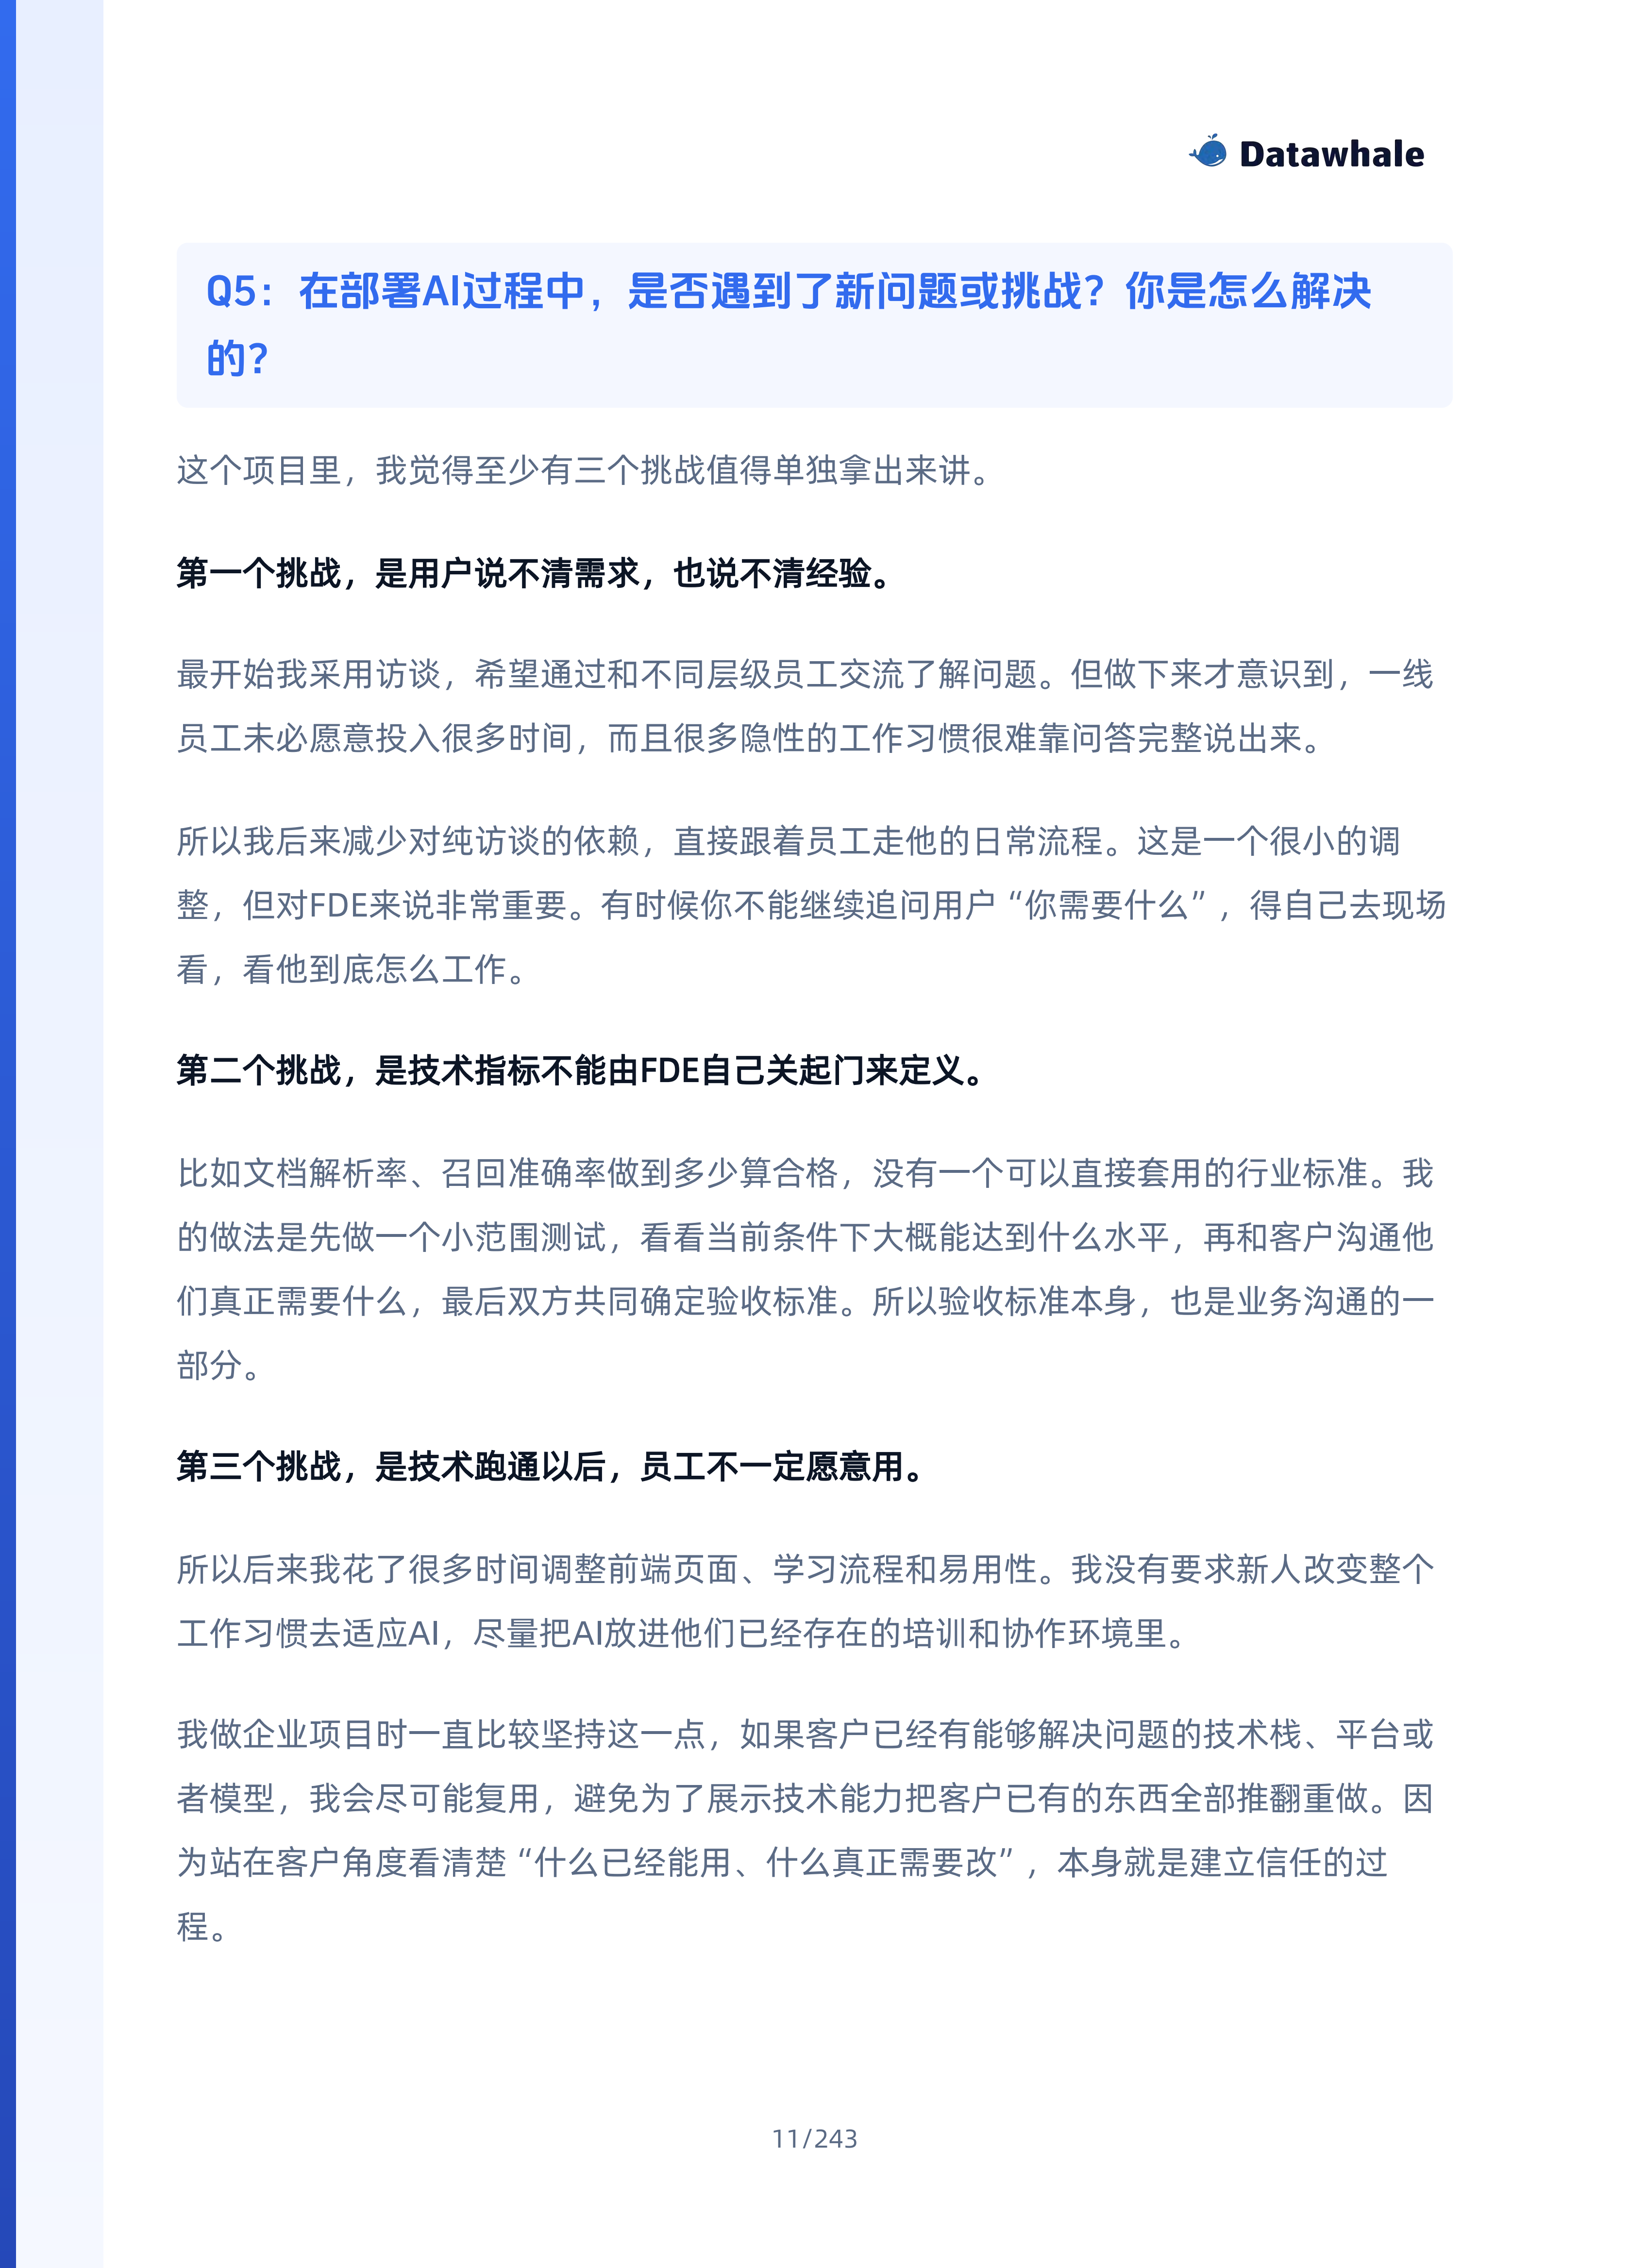 Datawhale
Q5：在部署AI过程中，是否遇到了新问题或挑战？你是怎么解决
的？
这个项目里，我觉得至少有三个挑战值得单独拿出来讲。
第一个挑战，是用户说不清需求，也说不清经验。
最开始我采用访谈，希望通过和不同层级员工交流了解问题。但做下来才意识到，一线
员工未必愿意投入很多时间，而且很多隐性的工作习惯很难靠问答完整说出来。
所以我后来减少对纯访谈的依赖，直接跟着员工走他的日常流程。这是一个很小的调
整，但对FDE来说非常重要。有时候你不能继续追问用户“你需要什么”，得自己去现场
看，看他到底怎么工作。
第二个挑战，是技术指标不能由FDE自己关起门来定义。
比如文档解析率、召回准确率做到多少算合格，没有一个可以直接套用的行业标准。我
的做法是先做一个小范围测试，看看当前条件下大概能达到什么水平，再和客户沟通他
们真正需要什么，最后双方共同确定验收标准。所以验收标准本身，也是业务沟通的一
部分。
第三个挑战，是技术跑通以后，员工不一定愿意用。
所以后来我花了很多时间调整前端页面、学习流程和易用性。我没有要求新人改变整个
工作习惯去适应AI，尽量把AI放进他们已经存在的培训和协作环境里。
我做企业项目时一直比较坚持这一点，如果客户已经有能够解决问题的技术栈、平台或
者模型，我会尽可能复用，避免为了展示技术能力把客户已有的东西全部推翻重做。因
为站在客户角度看清楚“什么已经能用、什么真正需要改”，本身就是建立信任的过
程。
11/243